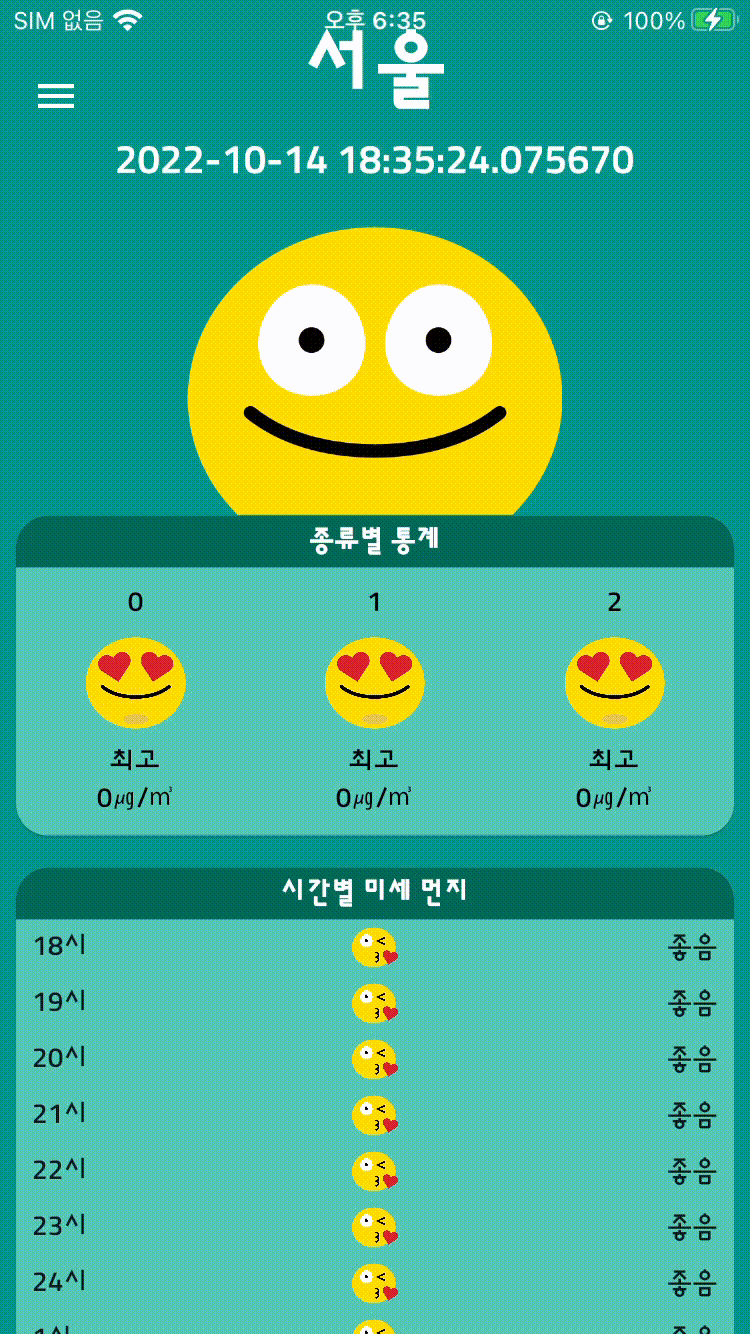 SIM 없음 오후 6:35 100%
서울
2022-10-14 18:35:24.075670
종류별 통계
0 1 2
최고 최고 최고
0㎍/㎥ 0㎍/㎥ 0㎍/㎥
시간별 미세 먼지
18시 좋음
19시 좋음
20시 좋음
21시 좋음
22시 좋음
23시 좋음
24시 좋음